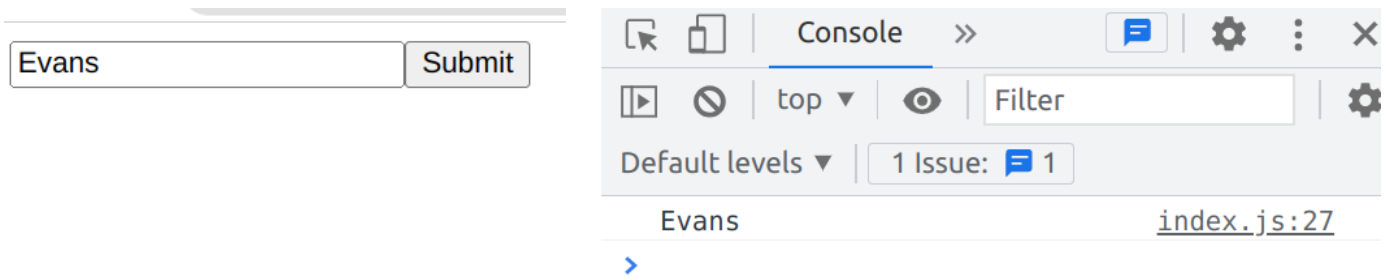 Evans Submit
Console
top Filter
Default levels 1 Issue: 1
Evans index.js:27